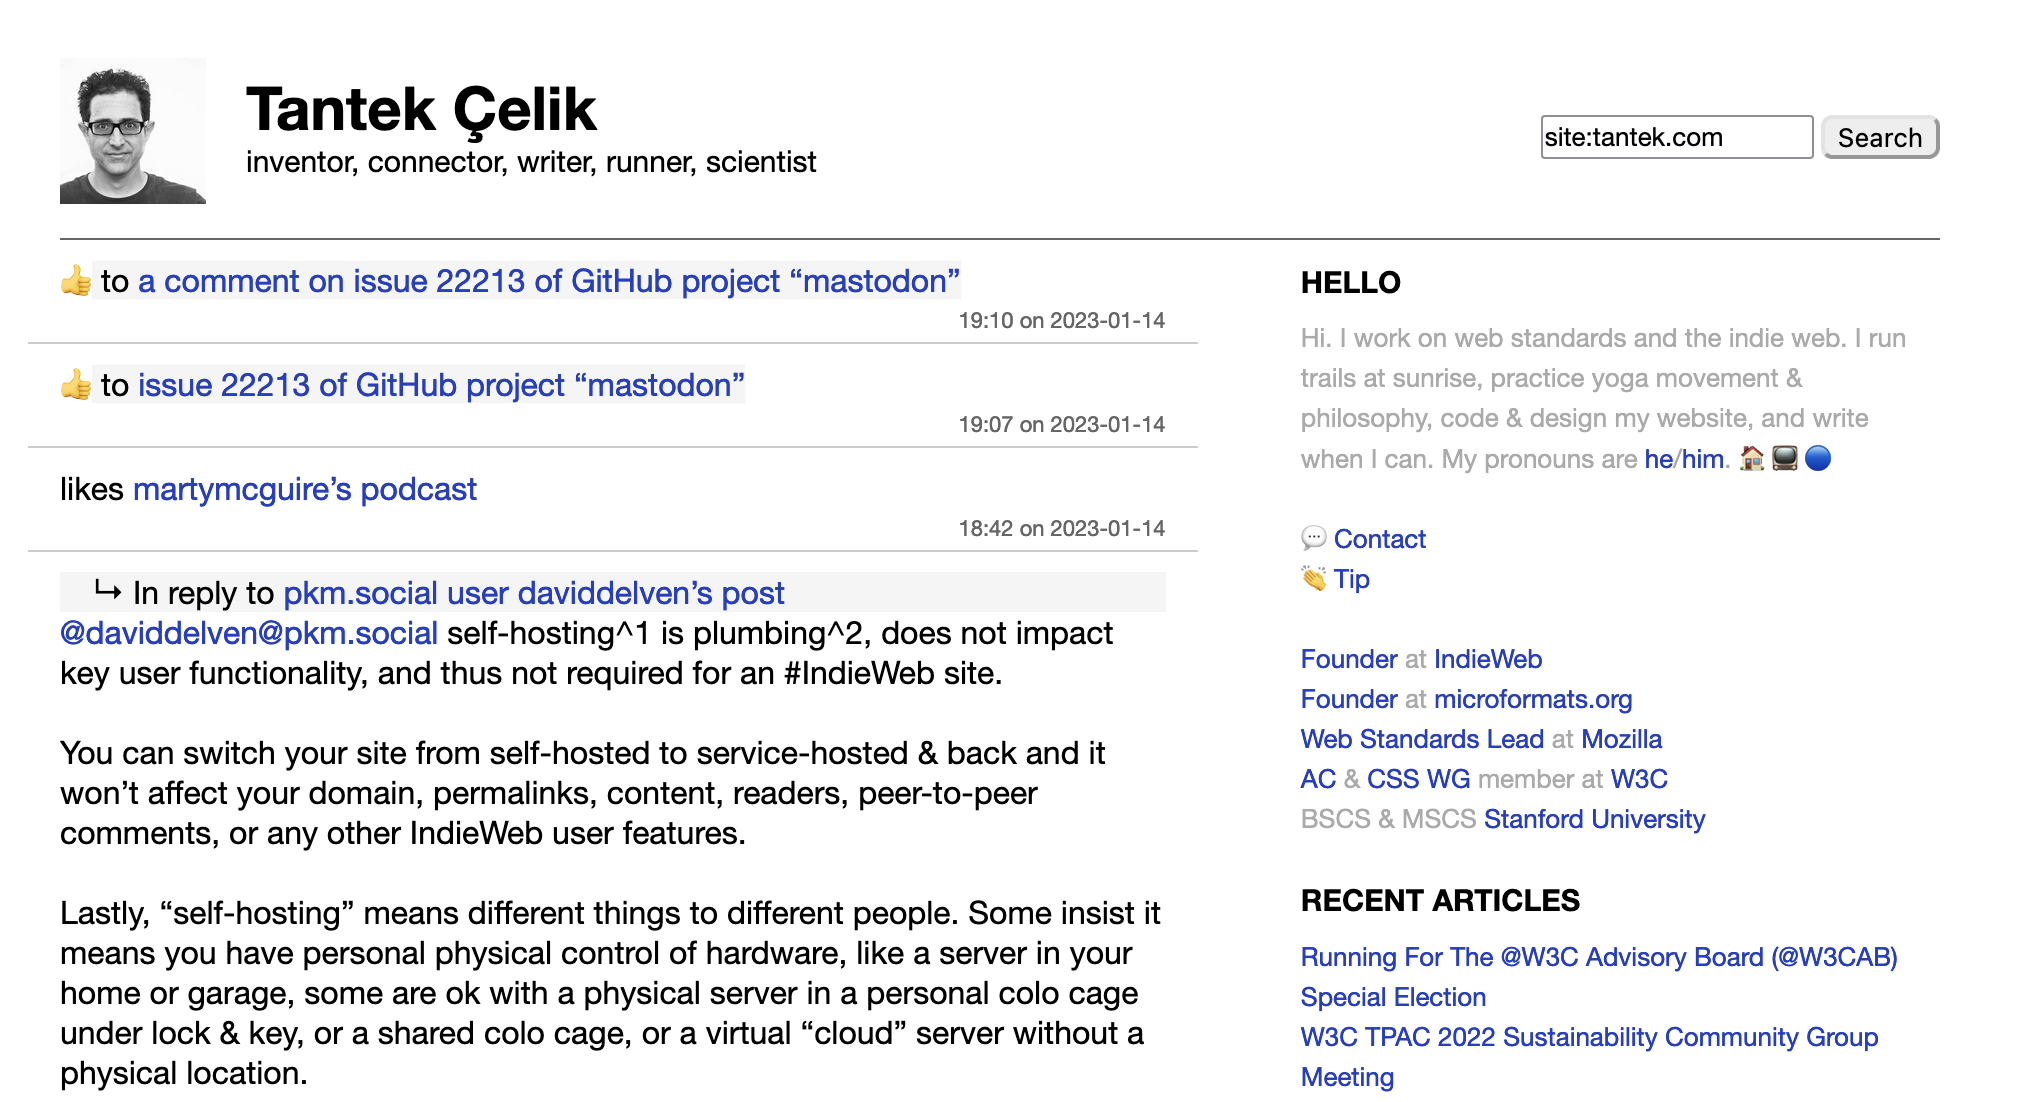 Tantek Çelik
inventor, connector, writer, runner, scientist
site:tantek.com
Search
👍 to a comment on issue 22213 of GitHub project “mastodon”
19:10 on 2023-01-14
👍 to issue 22213 of GitHub project “mastodon”
19:07 on 2023-01-14
likes martymcguire’s podcast
18:42 on 2023-01-14
↳ In reply to pkm.social user daviddelven’s post
@daviddelven@pkm.social self-hosting^1 is plumbing^2, does not impact
key user functionality, and thus not required for an #IndieWeb site.
You can switch your site from self-hosted to service-hosted & back and it
won’t affect your domain, permalinks, content, readers, peer-to-peer
comments, or any other IndieWeb user features.
Lastly, “self-hosting” means different things to different people. Some insist it
means you have personal physical control of hardware, like a server in your
home or garage, some are ok with a physical server in a personal colo cage
under lock & key, or a shared colo cage, or a virtual “cloud” server without a
physical location.
HELLO
Hi. I work on web standards and the indie web. I run
trails at sunrise, practice yoga movement &
philosophy, code & design my website, and write
when I can. My pronouns are he/him. 🏠 📺 🔵
💬 Contact
👏 Tip
Founder at IndieWeb
Founder at microformats.org
Web Standards Lead at Mozilla
AC & CSS WG member at W3C
BSCS & MSCS Stanford University
RECENT ARTICLES
Running For The @W3C Advisory Board (@W3CAB)
Special Election
W3C TPAC 2022 Sustainability Community Group
Meeting